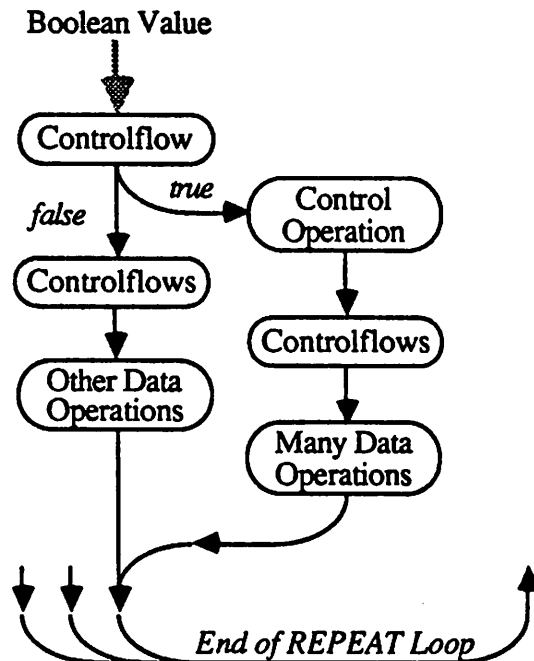 Boolean Value
Controlflow
true
false
Control
Operation
Controlflows
Controlflows
Other Data
Operations
Many Data
Operations
End of REPEAT Loop